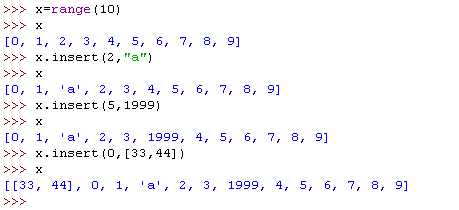 >>> x=range(10)
>>> x
[0, 1, 2, 3, 4, 5, 6, 7, 8, 9]
>>> x.insert(2,"a")
>>> x
[0, 1, 'a', 2, 3, 4, 5, 6, 7, 8, 9]
>>> x.insert(5,1999)
>>> x
[0, 1, 'a', 2, 3, 1999, 4, 5, 6, 7, 8, 9]
>>> x.insert(0,[33,44])
>>> x
[[33, 44], 0, 1, 'a', 2, 3, 1999, 4, 5, 6, 7, 8, 9]
>>>